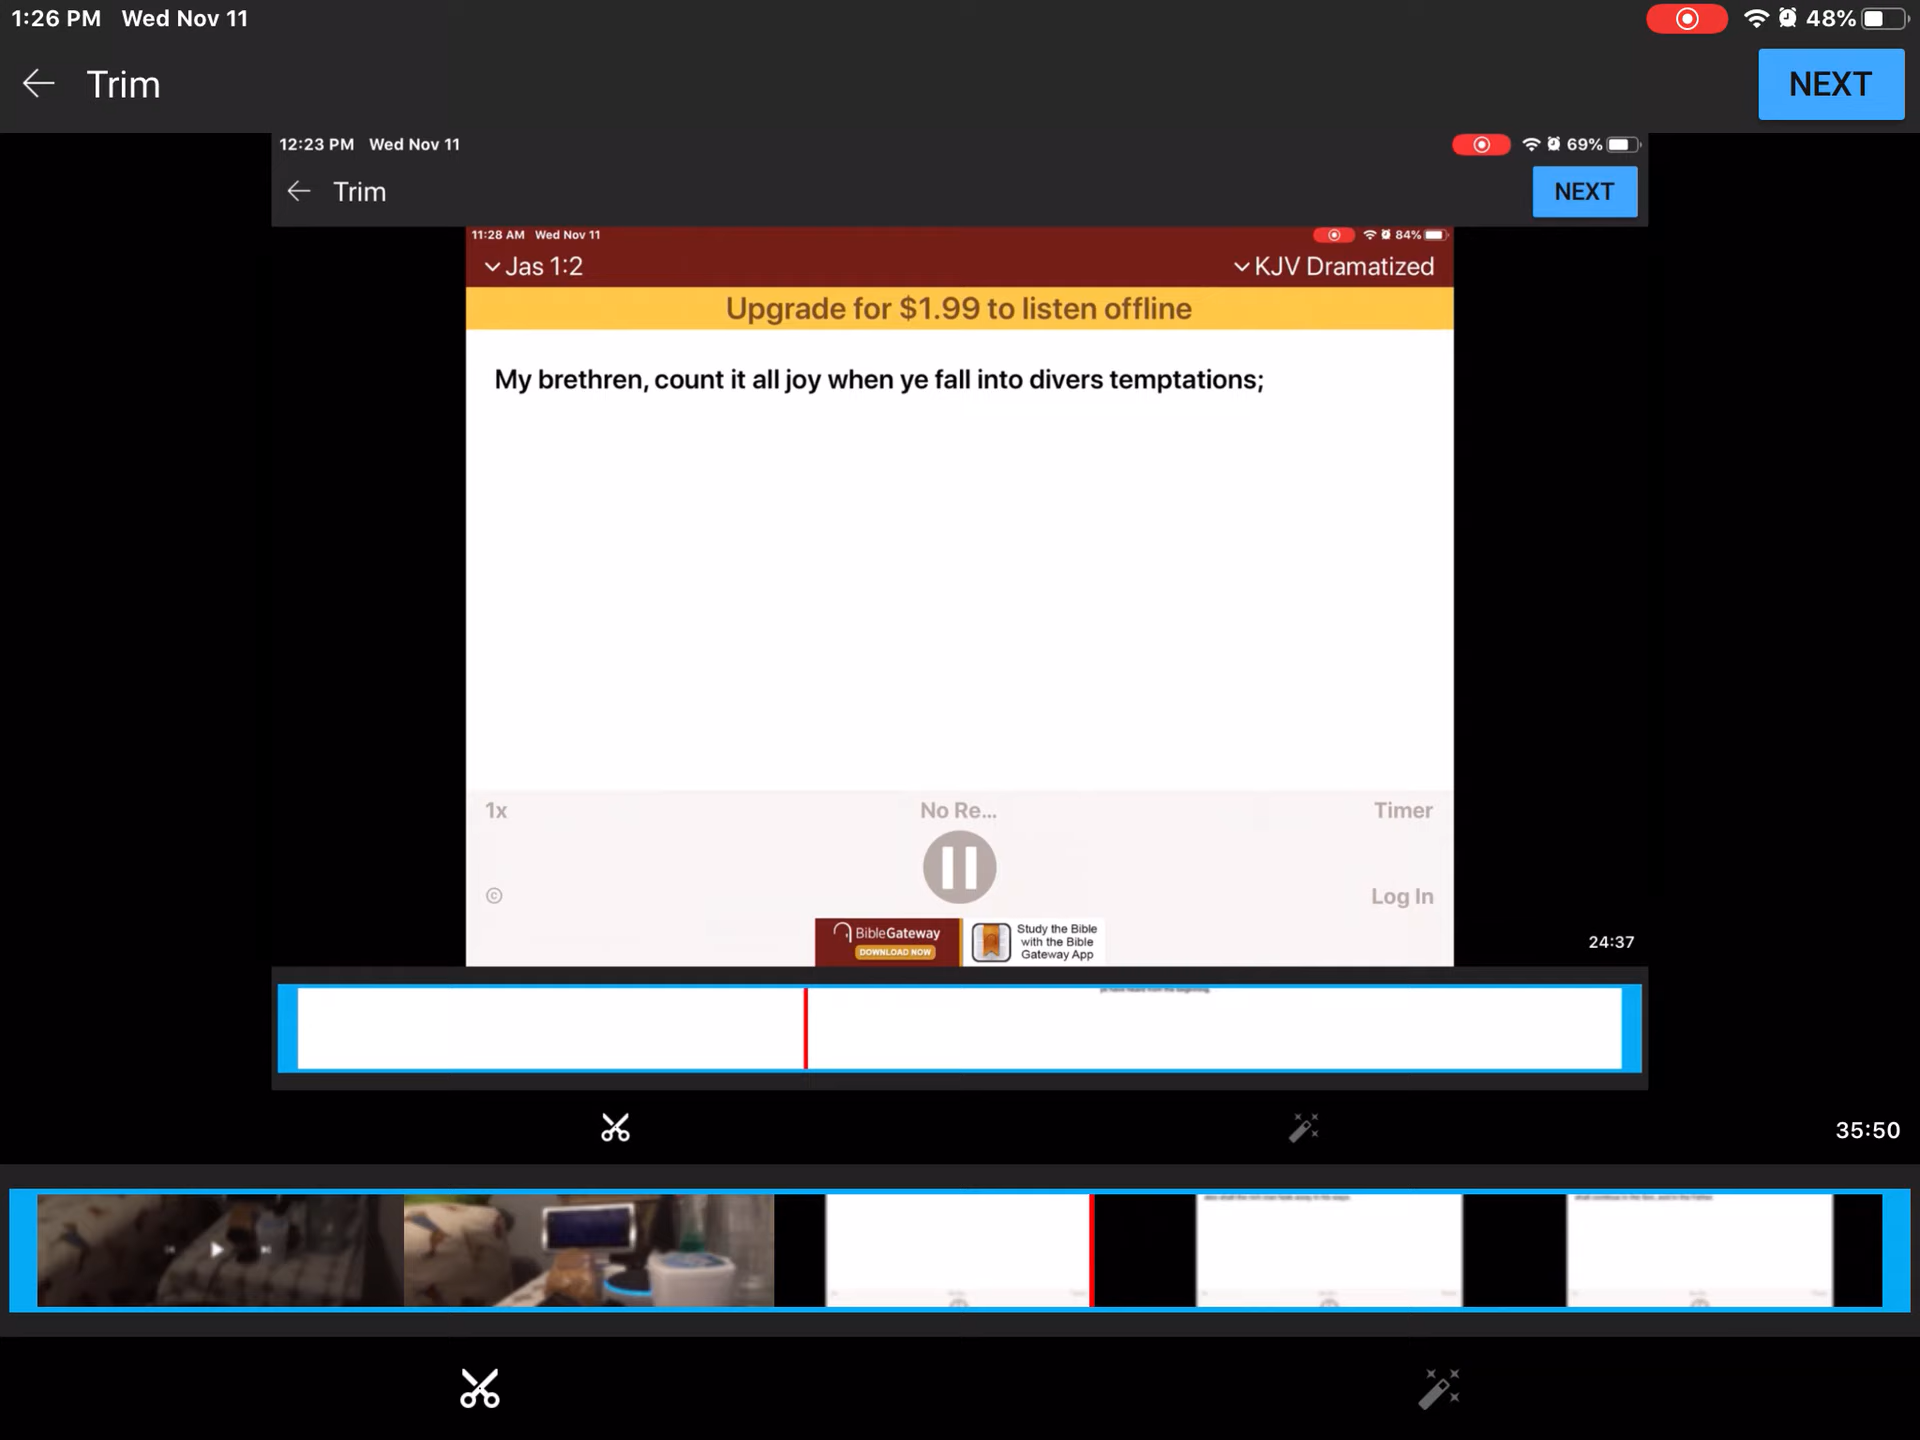 1:26 PM Wed Nov 11 48%
Trim NEXT
12:23 PM Wed Nov 11 69%
Trim NEXT
11:28 AM Wed Nov 11 84%
Jas 1:2 KJV Dramatized
Upgrade for $1.99 to listen offline
My brethren, count it all joy when ye fall into divers temptations;
1x No Re... Timer
© Log In
BibleGateway
DOWNLOAD NOW
Study the Bible
with the Bible
Gateway App
24:37
35:50